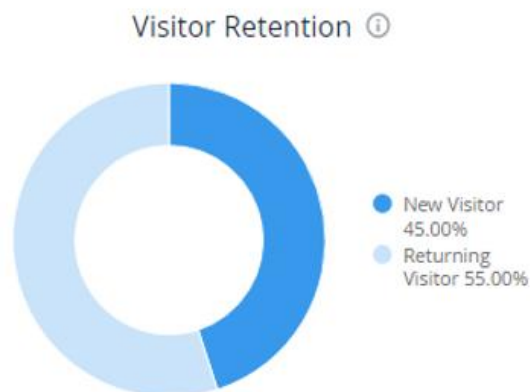 Visitor Retention
New Visitor
45.00%
Returning
Visitor 55.00%